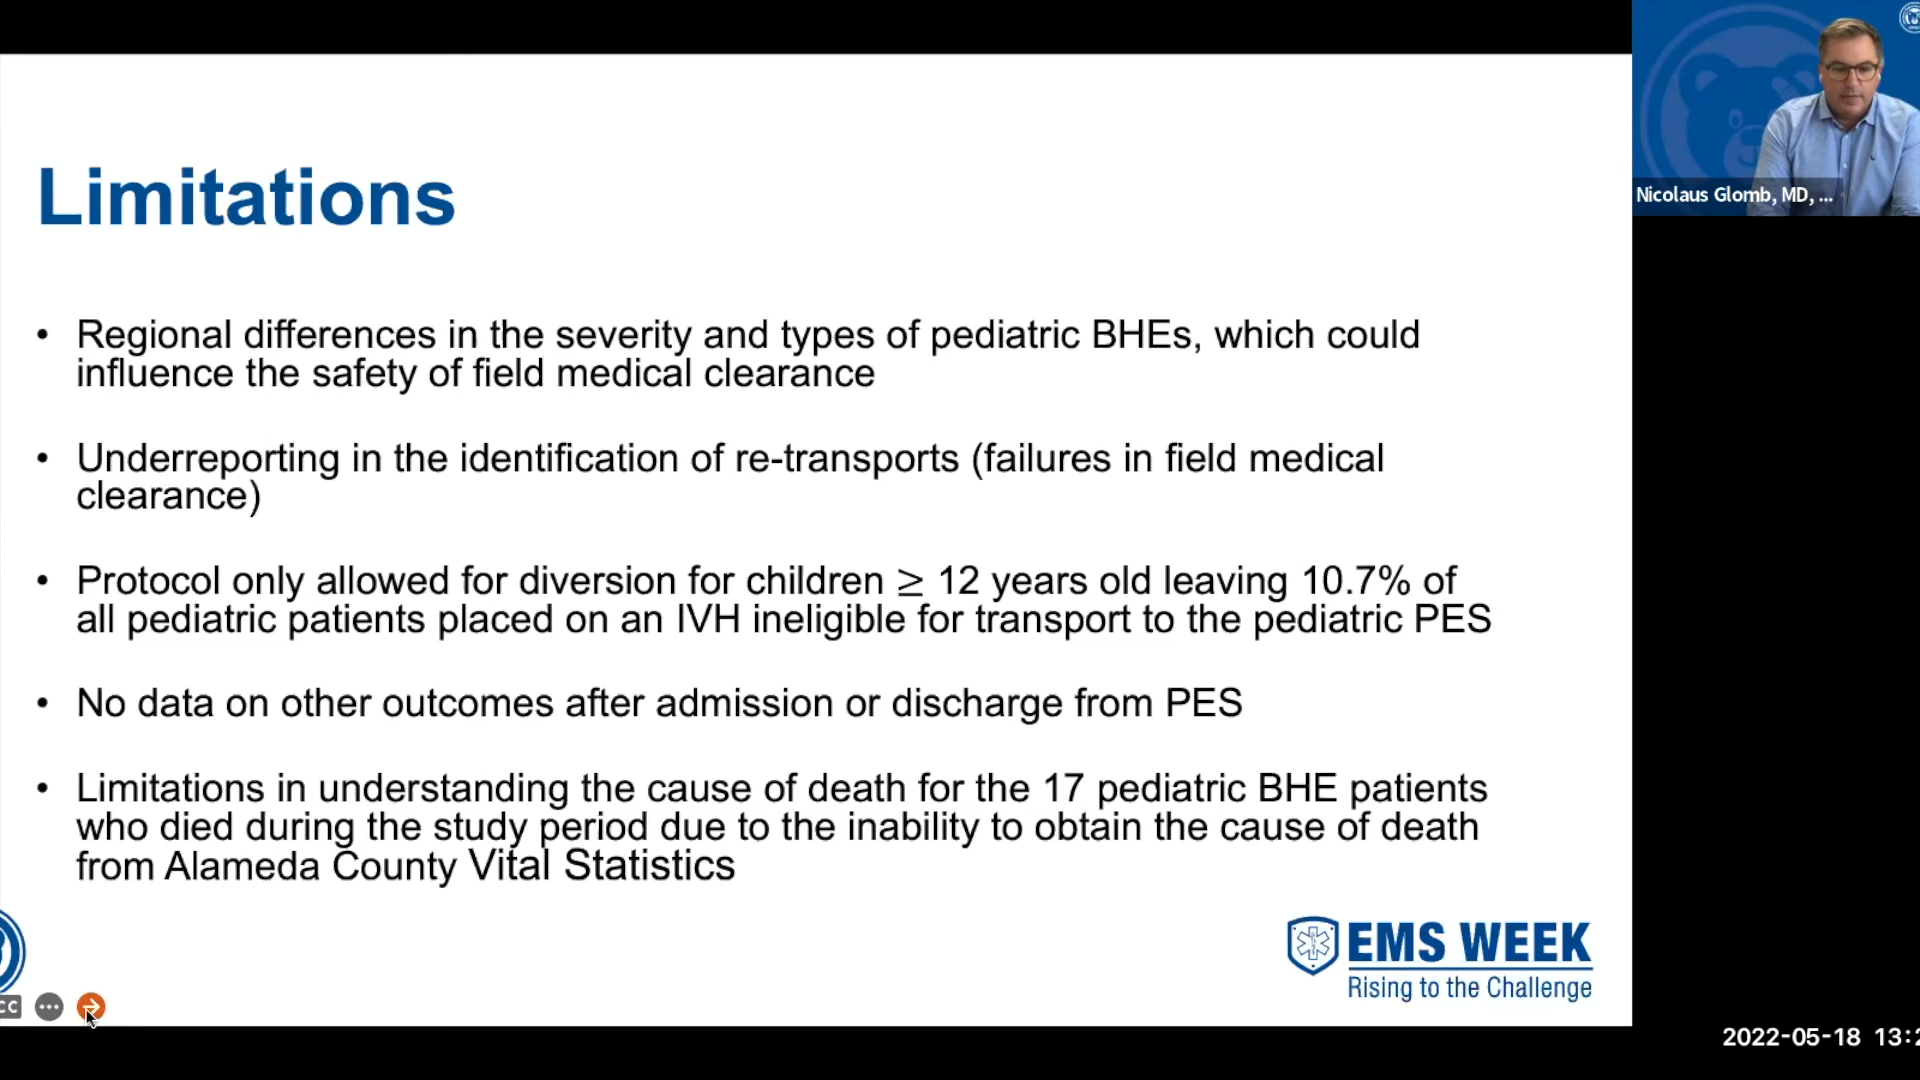 Limitations
• Regional differences in the severity and types of pediatric BHEs, which could
influence the safety of field medical clearance
• Underreporting in the identification of re-transports (failures in field medical
clearance)
• Protocol only allowed for diversion for children ≥ 12 years old leaving 10.7% of
all pediatric patients placed on an IVH ineligible for transport to the pediatric PES
• No data on other outcomes after admission or discharge from PES
• Limitations in understanding the cause of death for the 17 pediatric BHE patients
who died during the study period due to the inability to obtain the cause of death
from Alameda County Vital Statistics
EMS WEEK
Rising to the Challenge
Nicolaus Glomb, MD, ...
CC
2022-05-18 13:2